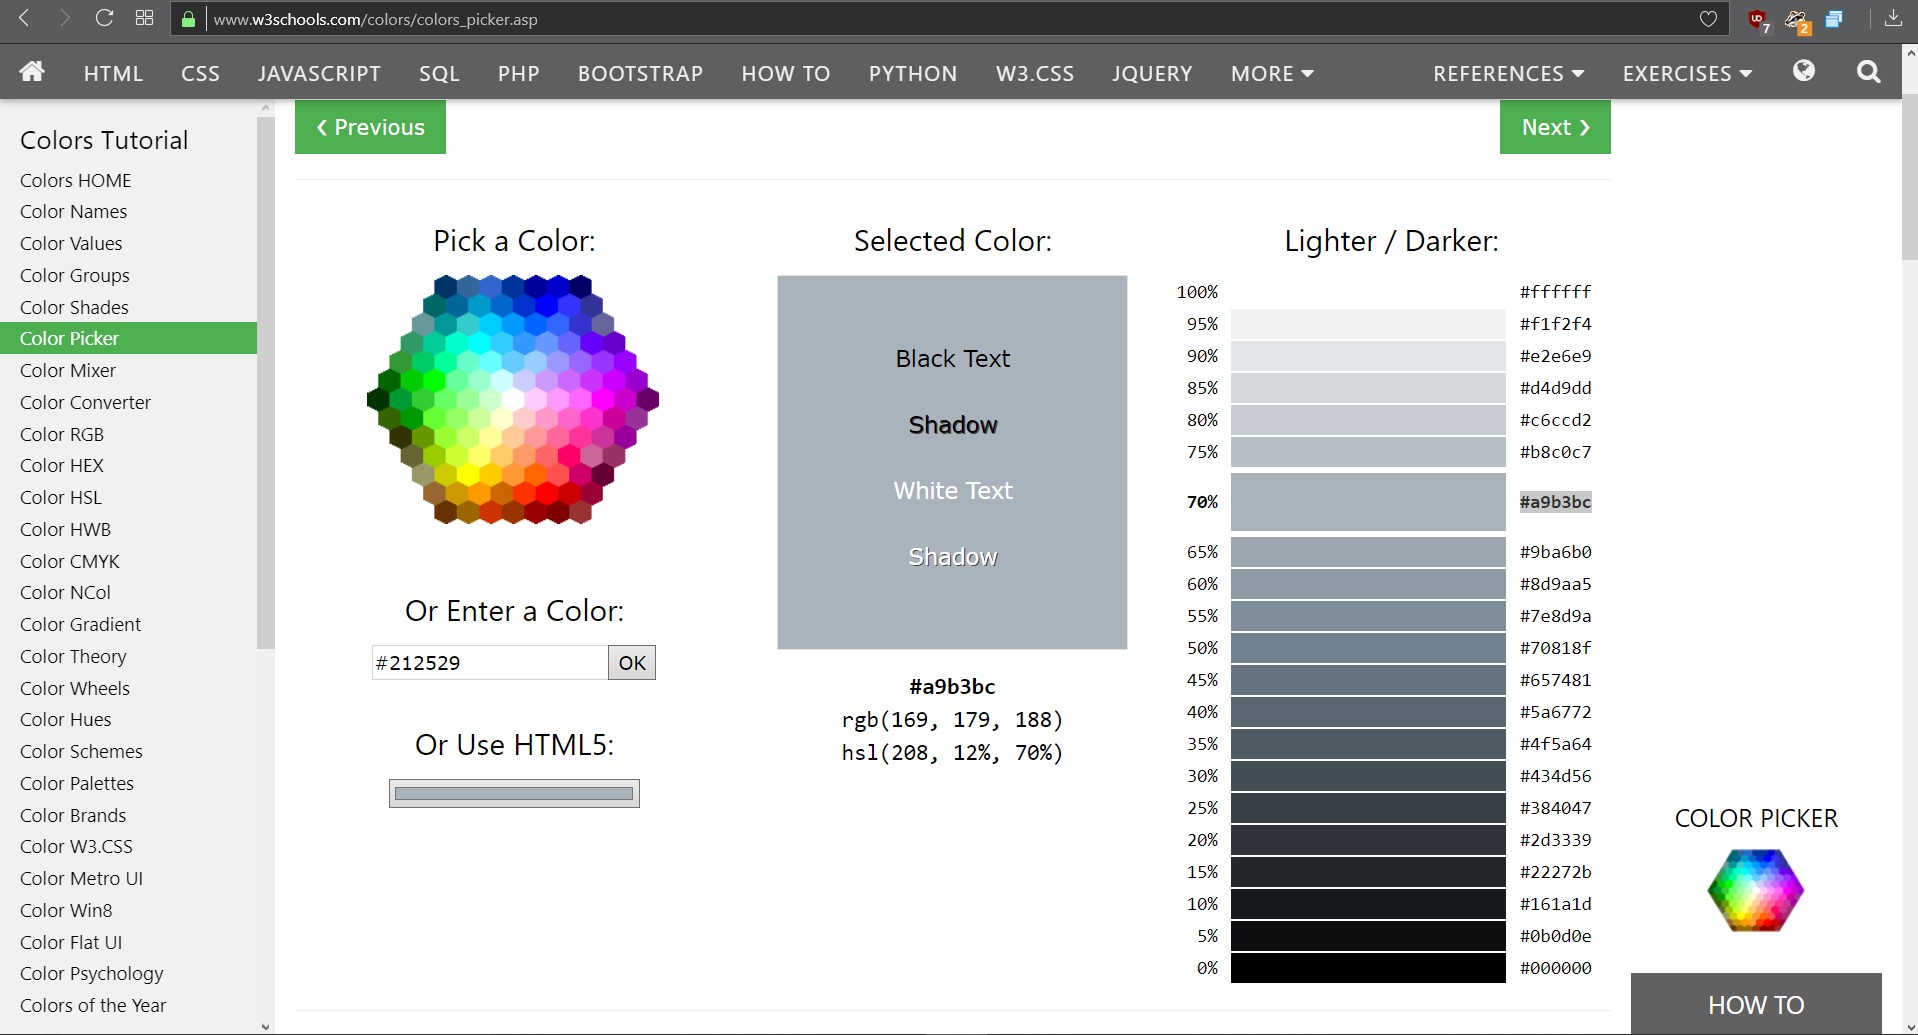 www.w3schools.com/colors/colors_picker.asp
7
2
HTML CSS JAVASCRIPT SQL PHP BOOTSTRAP HOW TO PYTHON W3.CSS JQUERY MORE REFERENCES EXERCISES
Colors Tutorial
Colors HOME
Color Names
Color Values
Color Groups
Color Shades
Color Picker
Color Mixer
Color Converter
Color RGB
Color HEX
Color HSL
Color HWB
Color CMYK
Color NCol
Color Gradient
Color Theory
Color Wheels
Color Hues
Color Schemes
Color Palettes
Color Brands
Color W3.CSS
Color Metro UI
Color Win8
Color Flat UI
Color Psychology
Colors of the Year
❮ Previous
Next ❯
Pick a Color:
Or Enter a Color:
#212529 OK
Or Use HTML5:
Selected Color:
Black Text
Shadow
White Text
Shadow
#a9b3bc
rgb(169, 179, 188)
hsl(208, 12%, 70%)
Lighter / Darker:
100% #ffffff
95% #f1f2f4
90% #e2e6e9
85% #d4d9dd
80% #c6ccd2
75% #b8c0c7
70% #a9b3bc
65% #9ba6b0
60% #8d9aa5
55% #7e8d9a
50% #70818f
45% #657481
40% #5a6772
35% #4f5a64
30% #434d56
25% #384047
20% #2d3339
15% #22272b
10% #161a1d
5% #0b0d0e
0% #000000
COLOR PICKER
HOW TO